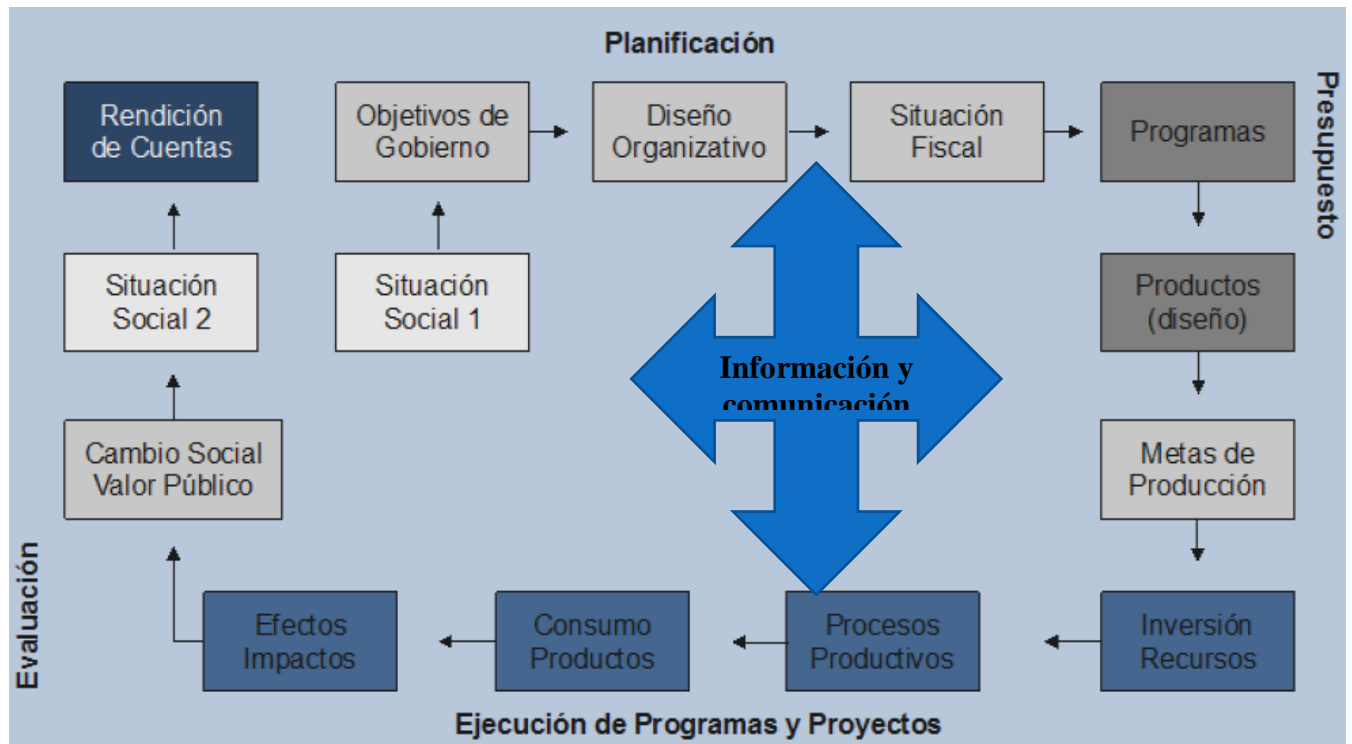 Planificación
Rendición
de Cuentas
Objetivos de
Gobierno
Diseño
Organizativo
Situación
Fiscal
Programas
Presupuesto
Situación
Social 2
Situación
Social 1
Productos
(diseño)
Información y
comunicación
Cambio Social
Valor Público
Metas de
Producción
Evaluación
Efectos
Impactos
Consumo
Productos
Procesos
Productivos
Inversión
Recursos
Ejecución de Programas y Proyectos